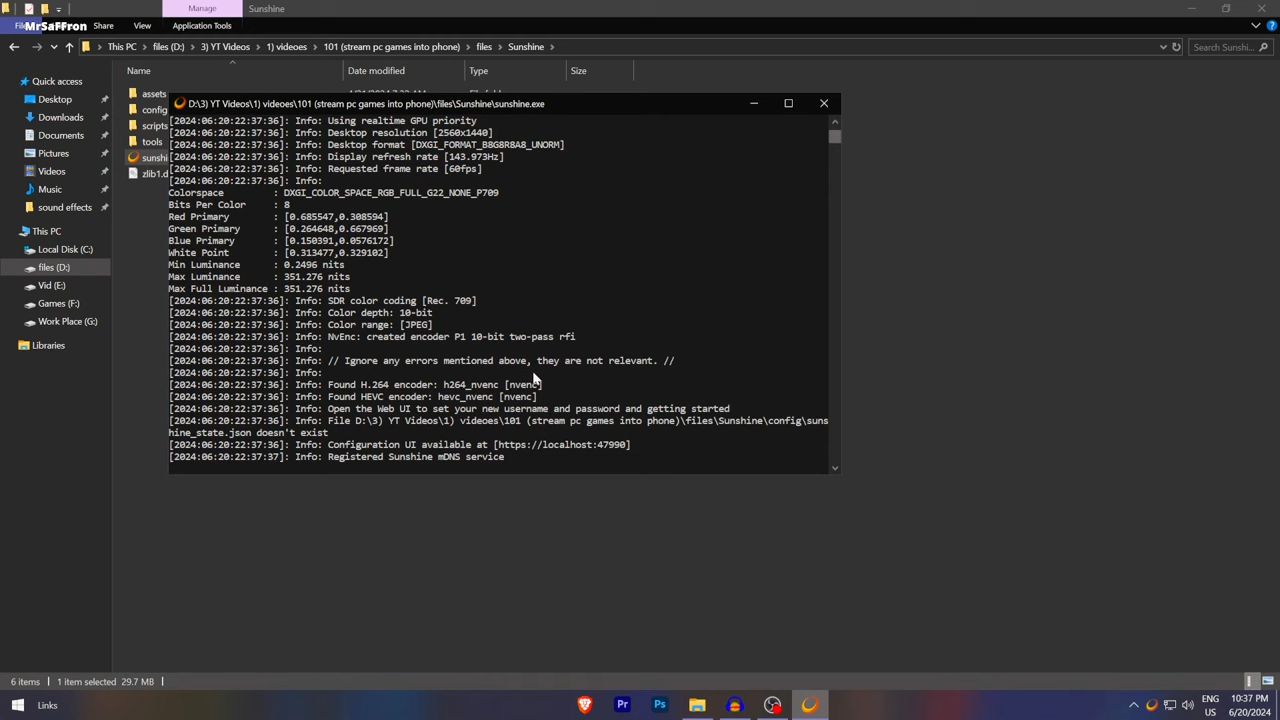 Manage
Sunshine
File
MrSaFFron
Share
View
Application Tools
This PC
files (D:)
3) YT Videos
1) videoes
101 (stream pc games into phone)
files
Sunshine
Search Sunshi...
Name
Date modified
Type
Size
Quick access
Desktop
Downloads
Documents
Pictures
Videos
Music
sound effects
This PC
Local Disk (C:)
files (D:)
Vid (E:)
Games (F:)
Work Place (G:)
Libraries
assets
config
scripts
tools
sunshi
zlib1.d
D:\3) YT Videos\1) videoes\101 (stream pc games into phone)\files\Sunshine\sunshine.exe
[2024:06:20:22:37:36]: Info: Using realtime GPU priority
[2024:06:20:22:37:36]: Info: Desktop resolution [2560x1440]
[2024:06:20:22:37:36]: Info: Desktop format [DXGI_FORMAT_B8G8R8A8_UNORM]
[2024:06:20:22:37:36]: Info: Display refresh rate [143.973Hz]
[2024:06:20:22:37:36]: Info: Requested frame rate [60fps]
[2024:06:20:22:37:36]: Info:
Colorspace : DXGI_COLOR_SPACE_RGB_FULL_G22_NONE_P709
Bits Per Color : 8
Red Primary : [0.685547,0.308594]
Green Primary : [0.264648,0.667969]
Blue Primary : [0.150391,0.0576172]
White Point : [0.313477,0.329102]
Min Luminance : 0.2496 nits
Max Luminance : 351.276 nits
Max Full Luminance : 351.276 nits
[2024:06:20:22:37:36]: Info: SDR color coding [Rec. 709]
[2024:06:20:22:37:36]: Info: Color depth: 10-bit
[2024:06:20:22:37:36]: Info: Color range: [JPEG]
[2024:06:20:22:37:36]: Info: NvEnc: created encoder P1 10-bit two-pass rfi
[2024:06:20:22:37:36]: Info:
[2024:06:20:22:37:36]: Info: // Ignore any errors mentioned above, they are not relevant. //
[2024:06:20:22:37:36]: Info:
[2024:06:20:22:37:36]: Info: Found H.264 encoder: h264_nvenc [nvenc]
[2024:06:20:22:37:36]: Info: Found HEVC encoder: hevc_nvenc [nvenc]
[2024:06:20:22:37:36]: Info: Open the Web UI to set your new username and password and getting started
[2024:06:20:22:37:36]: Info: File D:\3) YT Videos\1) videoes\101 (stream pc games into phone)\files\Sunshine\config\suns
hine_state.json doesn't exist
[2024:06:20:22:37:36]: Info: Configuration UI available at [https://localhost:47990]
[2024:06:20:22:37:37]: Info: Registered Sunshine mDNS service
6 items
1 item selected 29.7 MB
Links
Pr
Ps
ENG
US
10:37 PM
6/20/2024